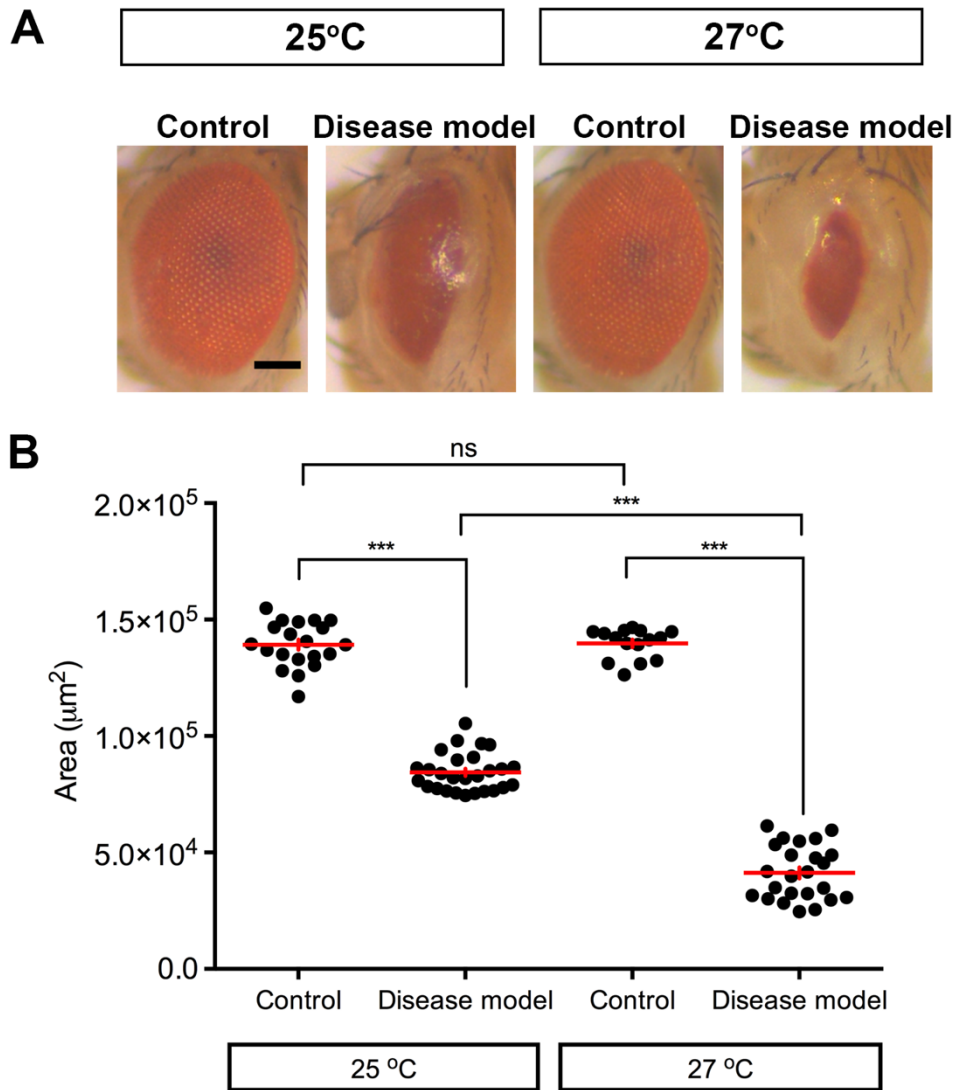 A
25°C
27°C
Control
Disease model
Control
Disease model
B
ns
***
***
***
2.0×10⁵
1.5×10⁵
1.0×10⁵
5.0×10⁴
0.0
Area (μm²)
Control
Disease model
Control
Disease model
25 °C
27 °C